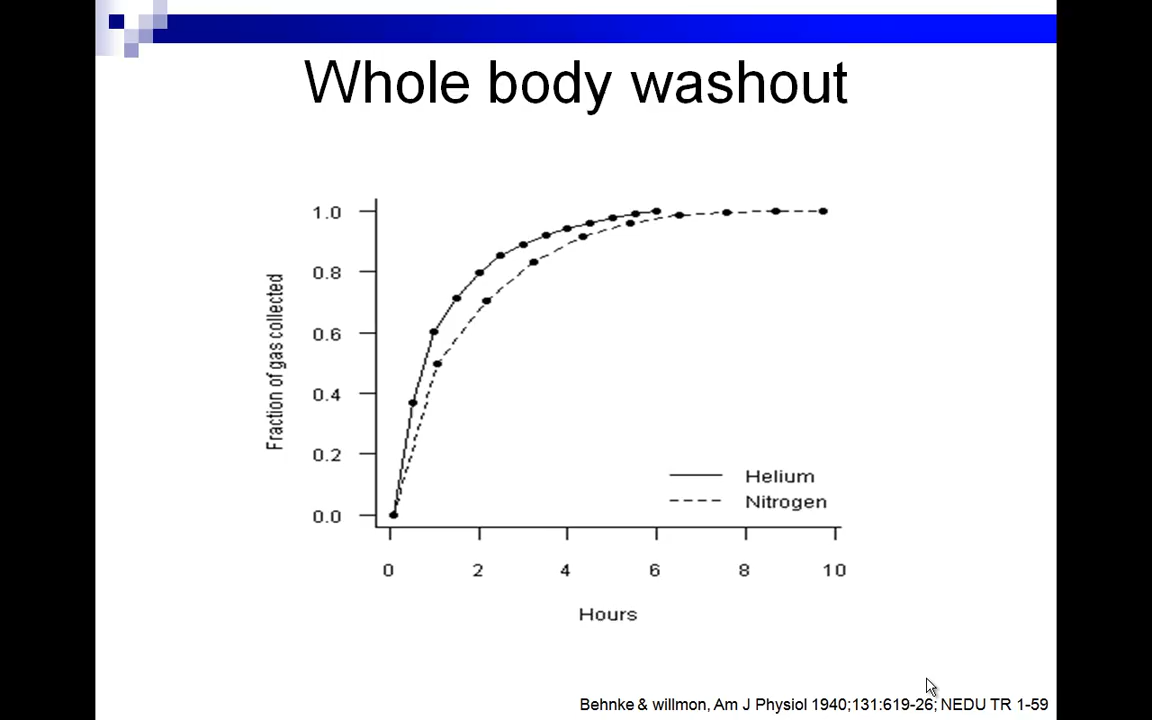 Whole body washout
1.0
0.8
0.6
0.4
0.2
0.0
Fraction of gas collected
Helium
Nitrogen
0 2 4 6 8 10
Hours
Behnke & willmon, Am J Physiol 1940;131:619-26; NEDU TR 1-59